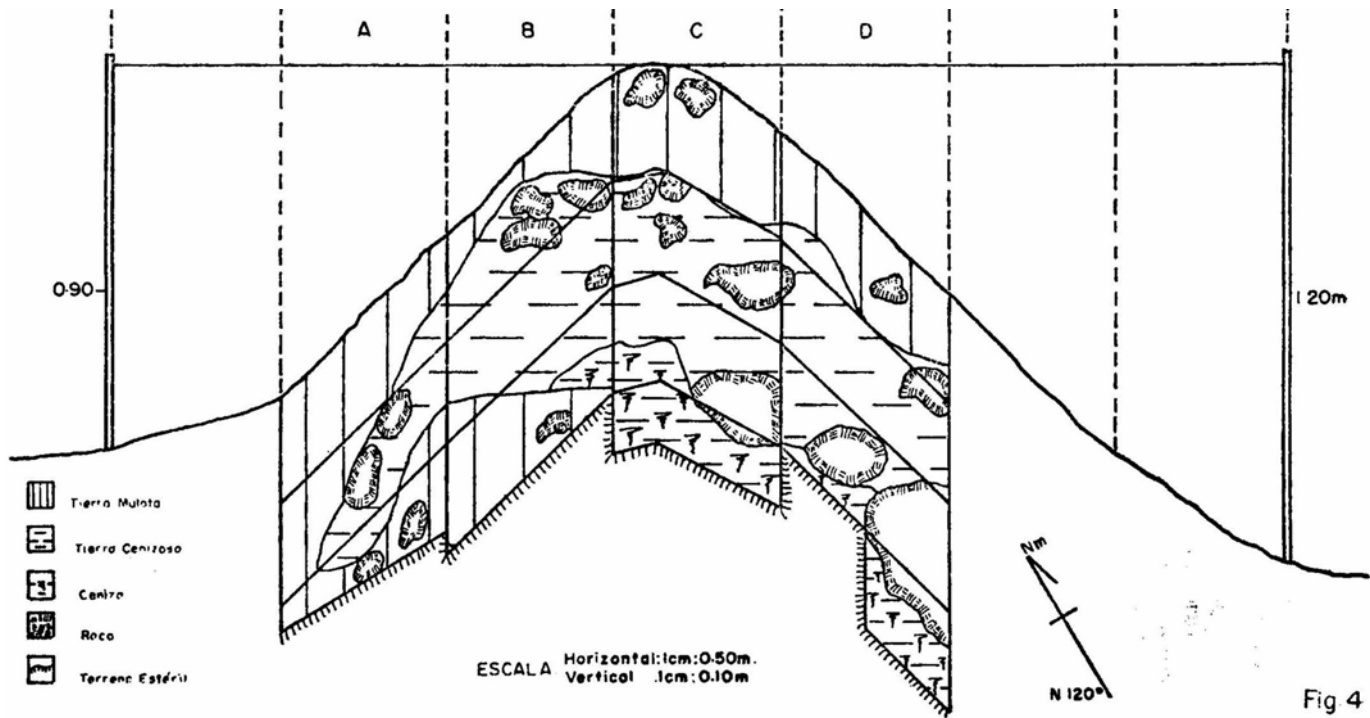 A B C D
0.90
1 20m
Tierra Mulata
Tierra Cenizosa
Ceniza
Roca
Terreno Estéril
ESCALA Horizontal:1cm:0.50m.
Vertical .1cm:0.10m
Nm
N 120°
Fig. 4